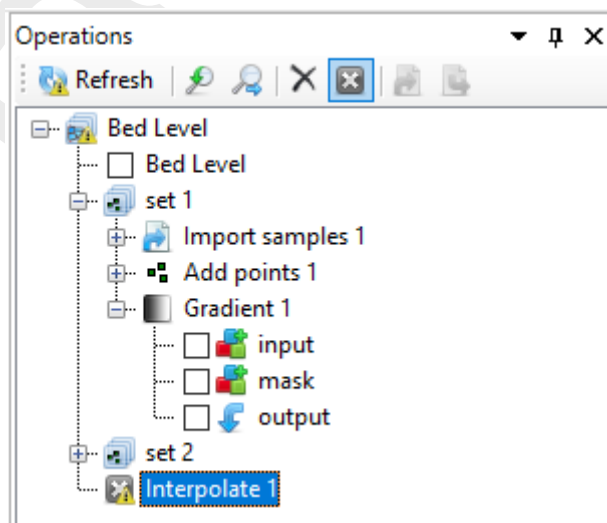 Operations
Refresh
Bed Level
Bed Level
set 1
Import samples 1
Add points 1
Gradient 1
input
mask
output
set 2
Interpolate 1